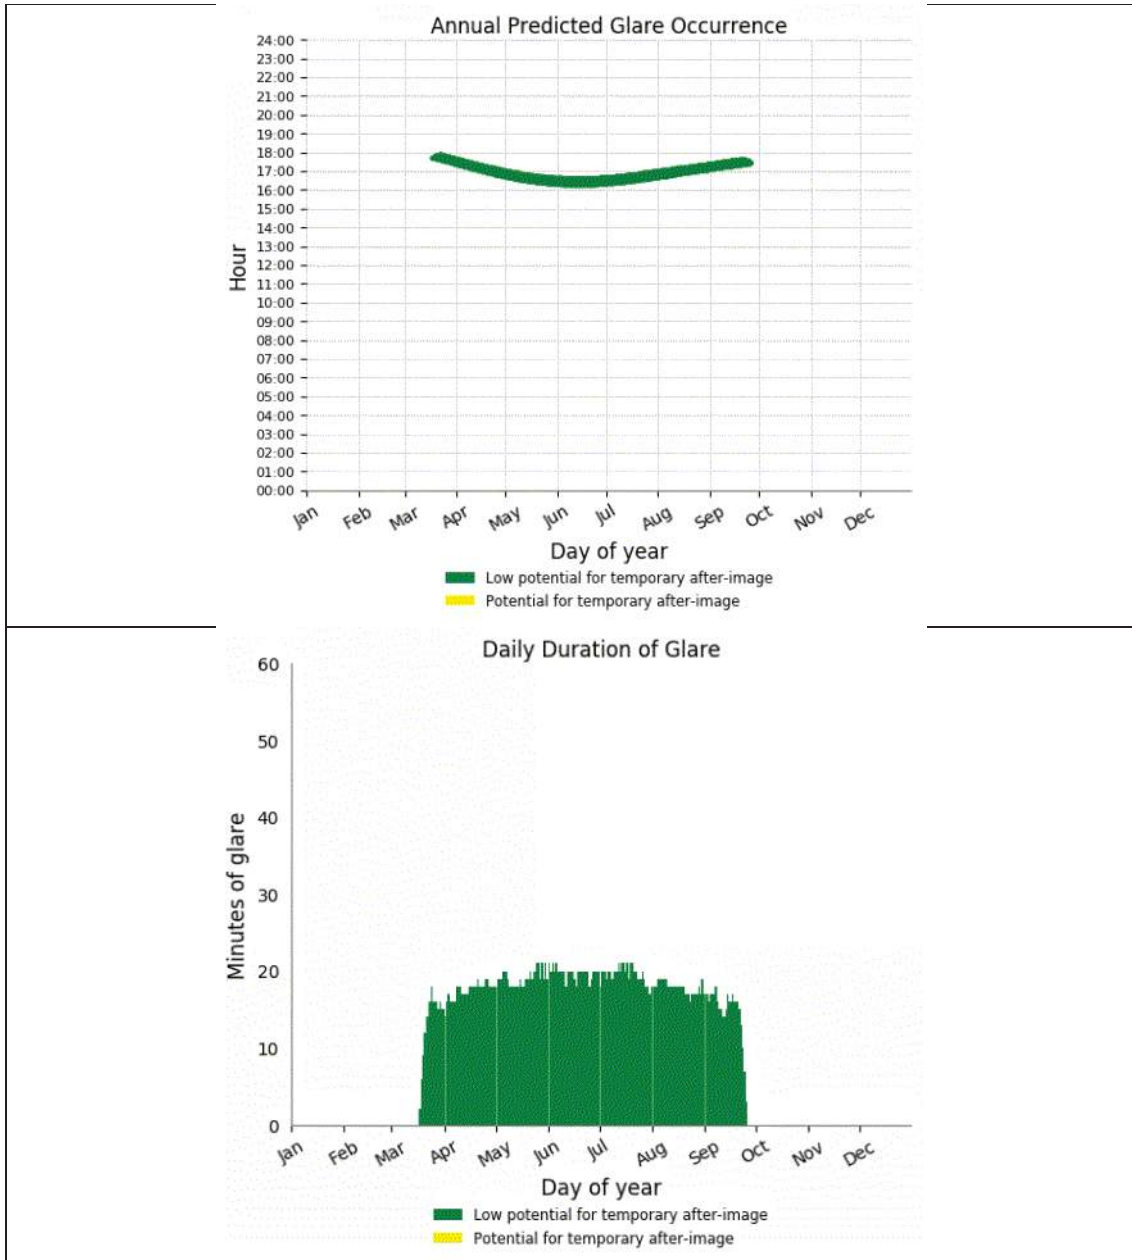 Annual Predicted Glare Occurrence
24:00
23:00
22:00
21:00
20:00
19:00
18:00
17:00
16:00
15:00
14:00
13:00
12:00
11:00
10:00
09:00
08:00
07:00
06:00
05:00
04:00
03:00
02:00
01:00
00:00
Hour
Jan Feb Mar Apr May Jun Jul Aug Sep Oct Nov Dec
Day of year
Low potential for temporary after-image
Potential for temporary after-image
Daily Duration of Glare
60
50
40
30
20
10
0
Minutes of glare
Jan Feb Mar Apr May Jun Jul Aug Sep Oct Nov Dec
Day of year
Low potential for temporary after-image
Potential for temporary after-image